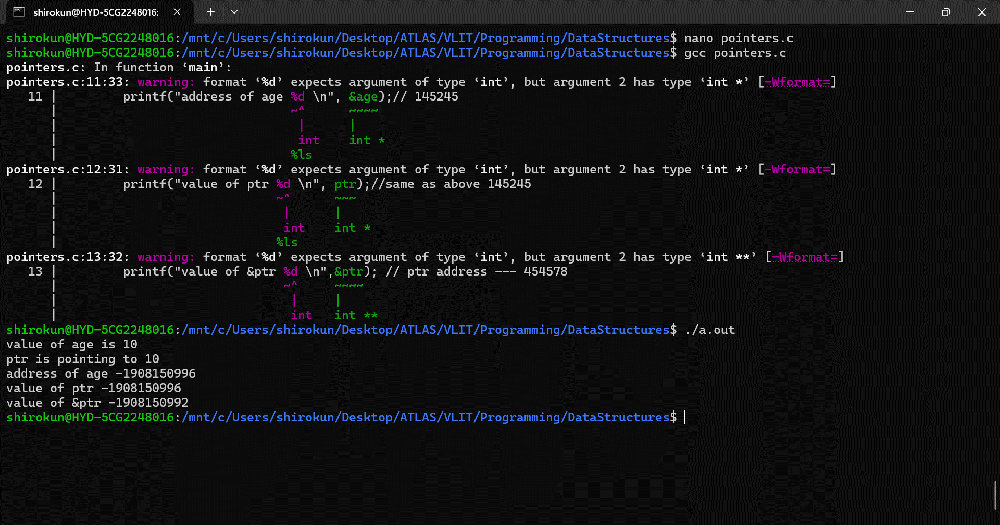 shirokun@HYD-5CG2248016:
shirokun@HYD-5CG2248016:/mnt/c/Users/shirokun/Desktop/ATLAS/VLIT/Programming/DataStructures$ nano pointers.c
shirokun@HYD-5CG2248016:/mnt/c/Users/shirokun/Desktop/ATLAS/VLIT/Programming/DataStructures$ gcc pointers.c
pointers.c: In function ‘main’:
pointers.c:11:33: warning: format ‘%d’ expects argument of type ‘int’, but argument 2 has type ‘int *’ [-Wformat=]
   11 |         printf("address of age %d \n", &age);// 145245
      |                                ~^      ~~~~
      |                                 |      |
      |                                 int    int *
      |                                %ls
pointers.c:12:31: warning: format ‘%d’ expects argument of type ‘int’, but argument 2 has type ‘int *’ [-Wformat=]
   12 |         printf("value of ptr %d \n", ptr);//same as above 145245
      |                              ~^      ~~~
      |                               |      |
      |                               int    int *
      |                              %ls
pointers.c:13:32: warning: format ‘%d’ expects argument of type ‘int’, but argument 2 has type ‘int **’ [-Wformat=]
   13 |         printf("value of &ptr %d \n",&ptr); // ptr address --- 454578
      |                               ~^     ~~~~
      |                                |     |
      |                                int   int **
shirokun@HYD-5CG2248016:/mnt/c/Users/shirokun/Desktop/ATLAS/VLIT/Programming/DataStructures$ ./a.out
value of age is 10
ptr is pointing to 10
address of age -1908150996
value of ptr -1908150996
value of &ptr -1908150992
shirokun@HYD-5CG2248016:/mnt/c/Users/shirokun/Desktop/ATLAS/VLIT/Programming/DataStructures$